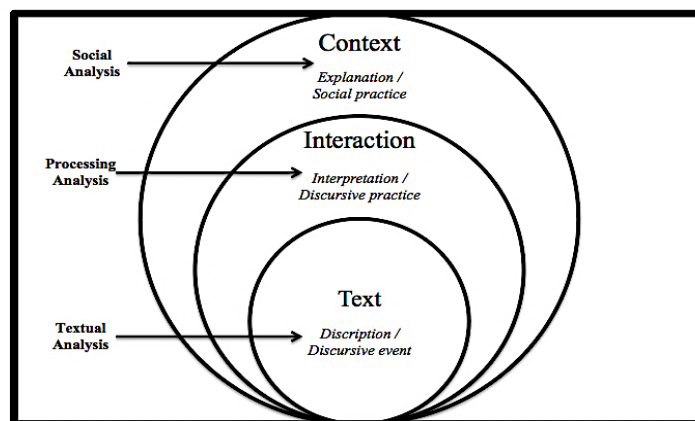 Context
Social
Analysis
Explanation /
Social practice
Interaction
Processing
Analysis
Interpretation /
Discursive practice
Text
Textual
Analysis
Discription /
Discursive event